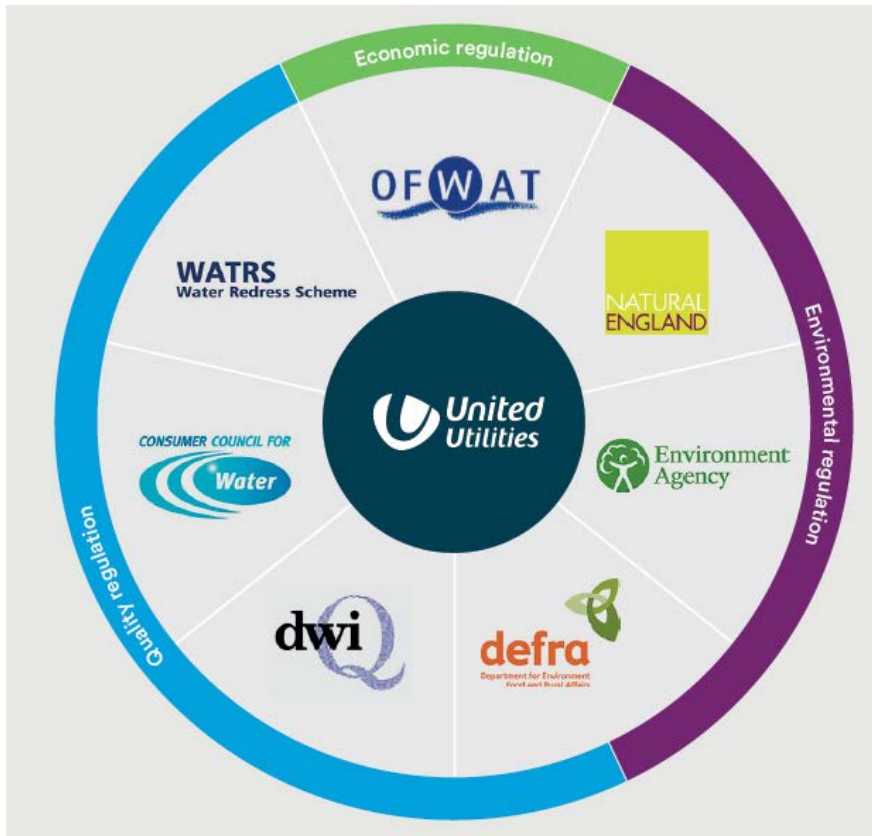 Economic regulation
OFWAT
WATRS
Water Redress Scheme
NATURAL
ENGLAND
United
Utilities
CONSUMER COUNCIL FOR
Water
Environment
Agency
dwi
Q
defra
Department for Environment
Food and Rural Affairs
Quality regulation
Environmental regulation